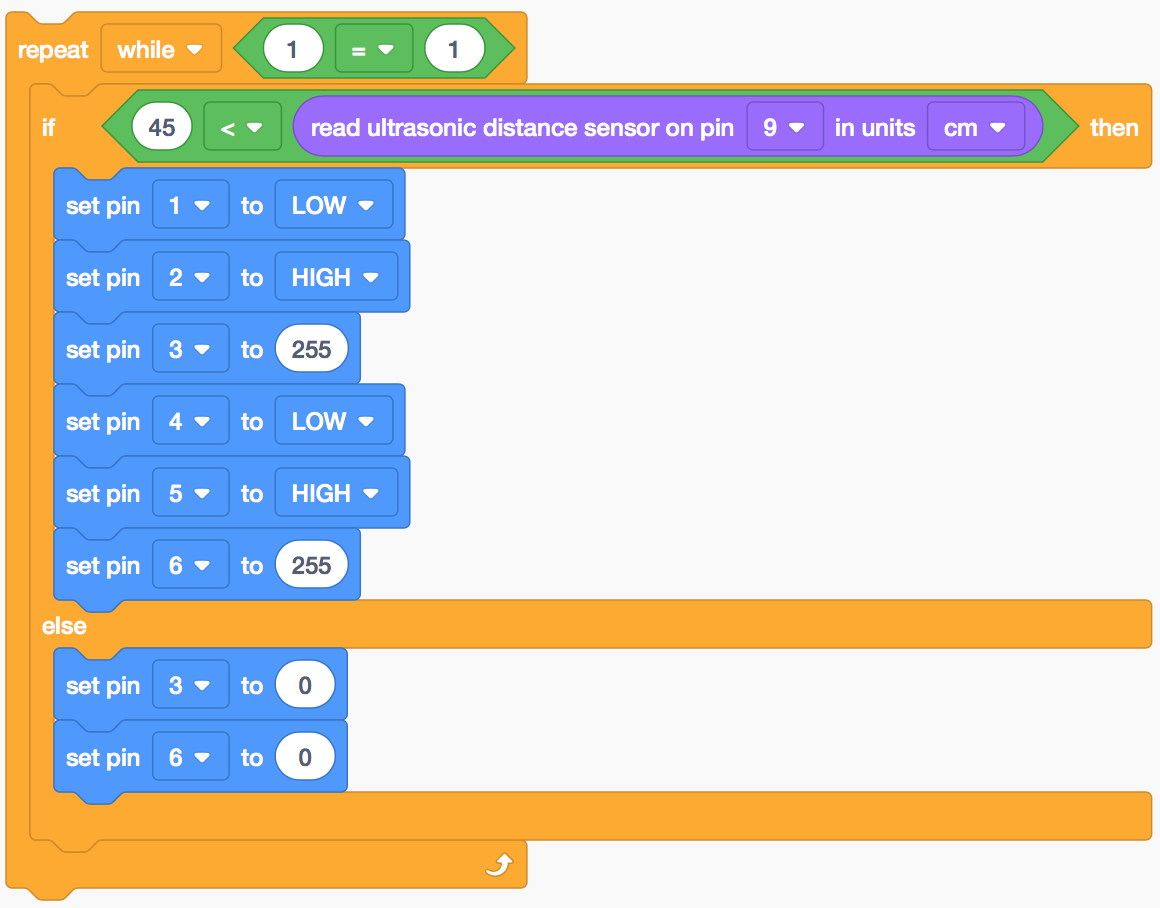 repeat while 1 = 1
if 45 < read ultrasonic distance sensor on pin 9 in units cm then
set pin 1 to LOW
set pin 2 to HIGH
set pin 3 to 255
set pin 4 to LOW
set pin 5 to HIGH
set pin 6 to 255
else
set pin 3 to 0
set pin 6 to 0